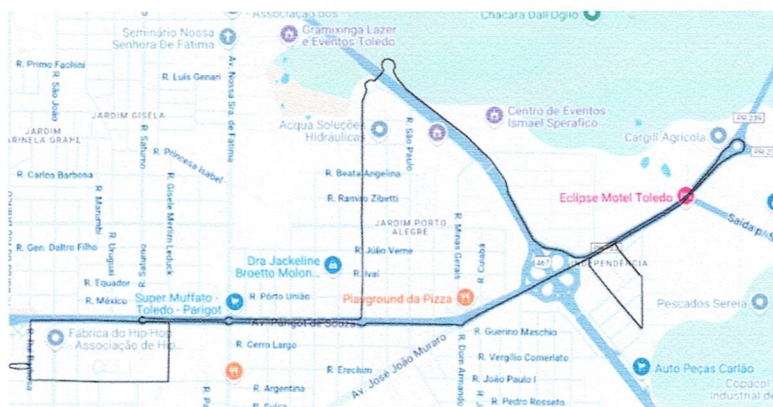 Associação dos
Chácara Dall'Oglio
Seminário Nossa
Senhora De Fátima
Gramixinga Lazer
e Eventos Toledo
R. Primo Fachini
R. São João
R. Luis Genari
Av. Nossa Sra. de Fátima
JARDIM GISELA
JARDIM
Acqua Soluções
Hidráulicas
R. São Paulo
Centro de Eventos
Ismael Sperafico
Cargill Agrícola
PR-239
R. Saturno
R. Princesa Isabel
R. Carlos Barbosa
R. Beata Angelina
R. Marumbi
R. Gisele Merlim Leduck
R. Ramiro Zibetti
Eclipse Motel Toledo
JARDIM PORTO
ALEGRE
R. Minas Gerais
Saída p/ S
R. Gen. Daltro Filho
R. Uruguai
R. Júlio Verne
Dra Jackeline
Broetto Molon...
R. Ivaí
467
INDEPENDÊNCIA
R. Equador
R. México
Super Muffato -
Toledo - Parigot
R. Porto União
Playground da Pizza
Pescados Sereia
Av. Parigot de Souza
Fábrica do Hip-Hop
- Associação de Hip...
R. Cerro Largo
R. Guerino Maschio
Av. José João Muraro
R. Dom Armando
R. Vergílio Comerlato
R. Erechim
Auto Peças Carlão
R. João Paulo I
R. Argentina
Copacol
Industrial de
R. Pedro Rosseto